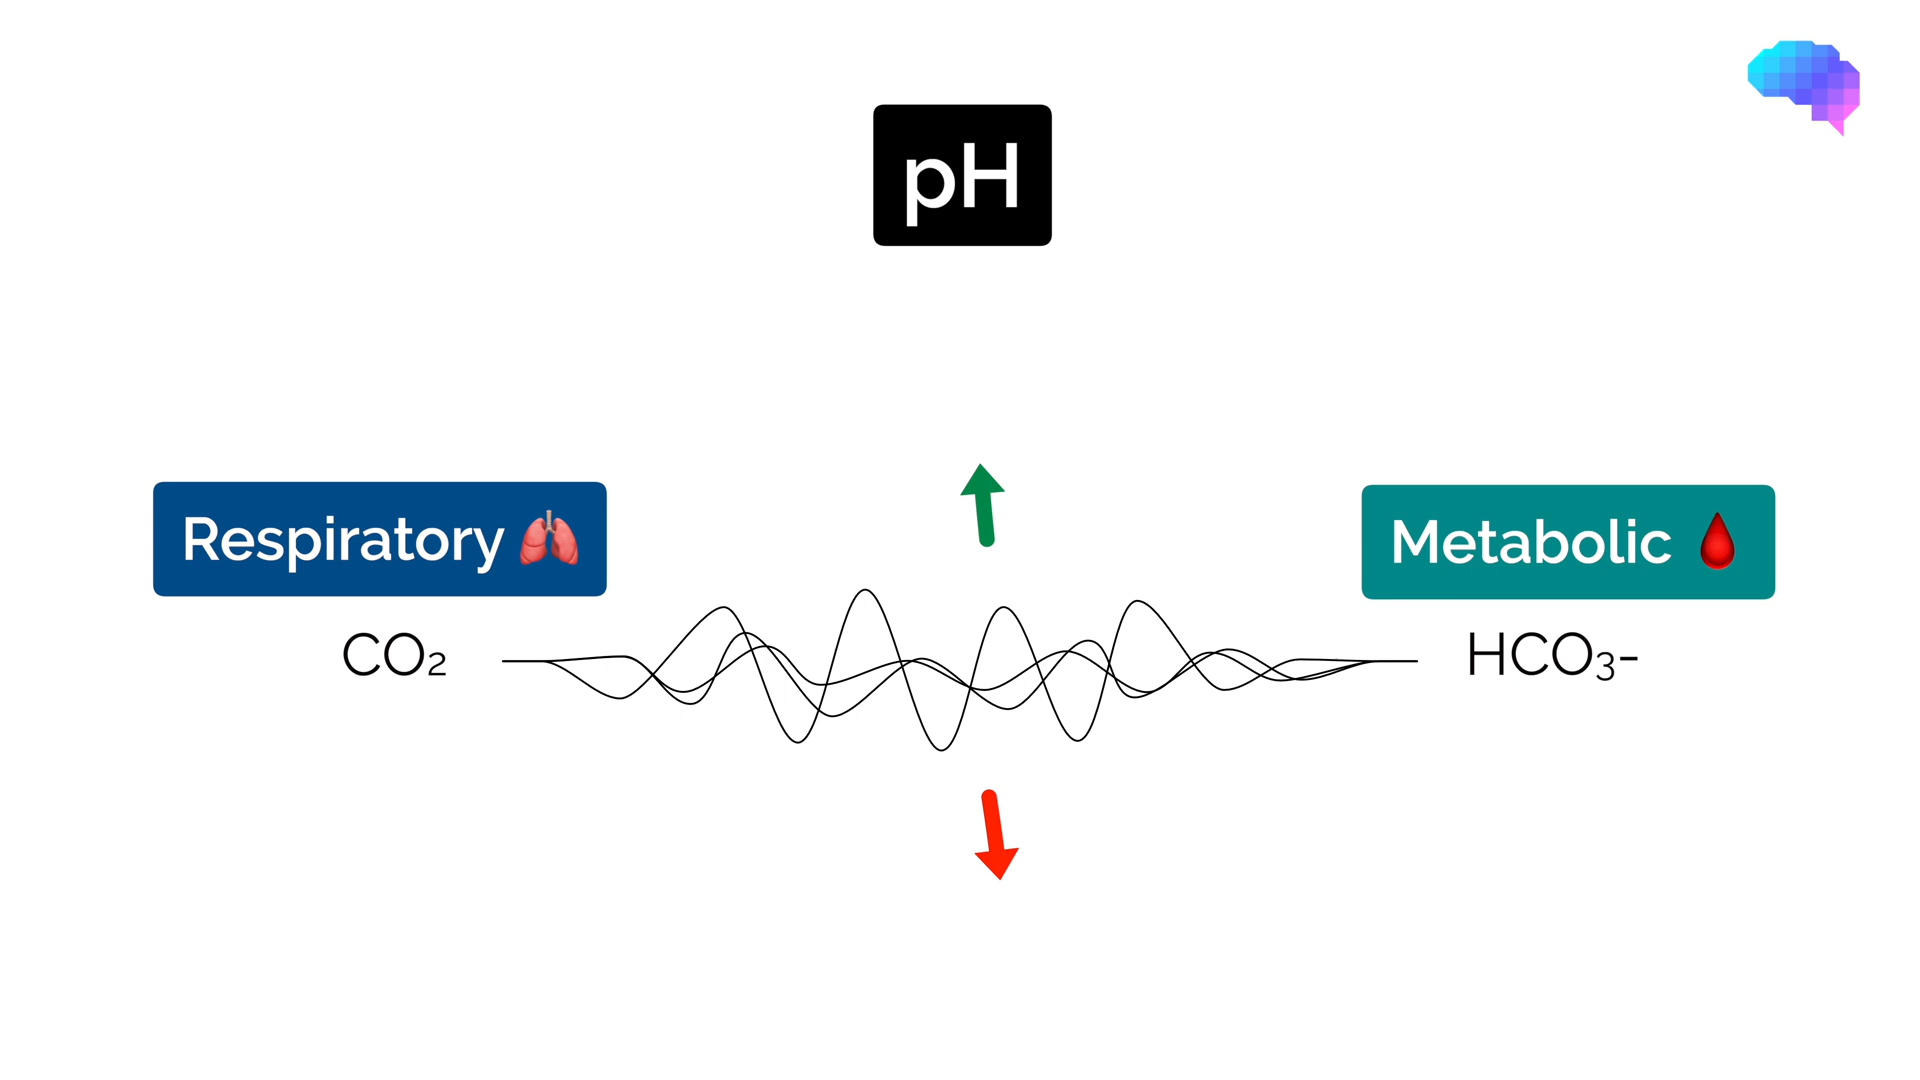 pH
Respiratory
Metabolic
CO₂
HCO₃-